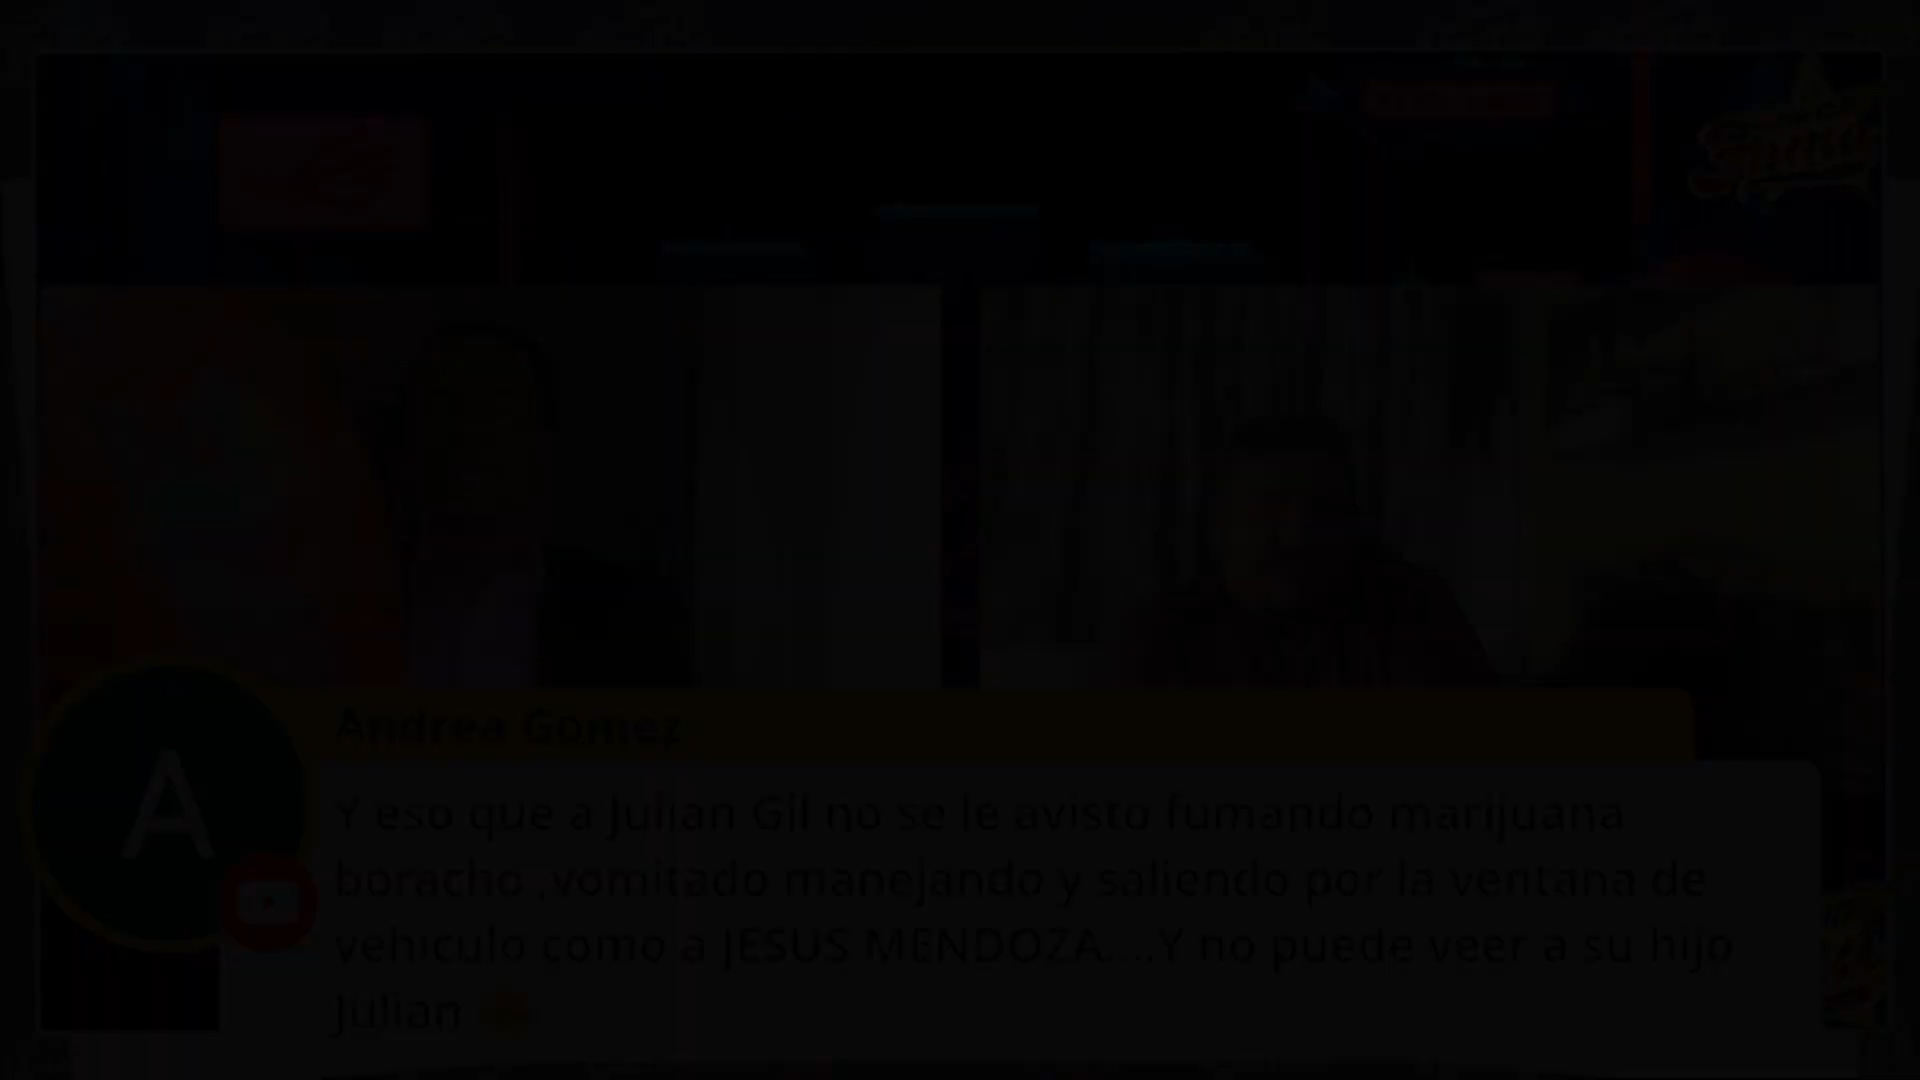 Andrea Gomez
A
Y eso que a Julian Gil no se le avisto fumando marijuana
boracho ,vomitado manejando y saliendo por la ventana de
vehiculo como a JESUS MENDOZA....Y no puede veer a su hijo
Julian